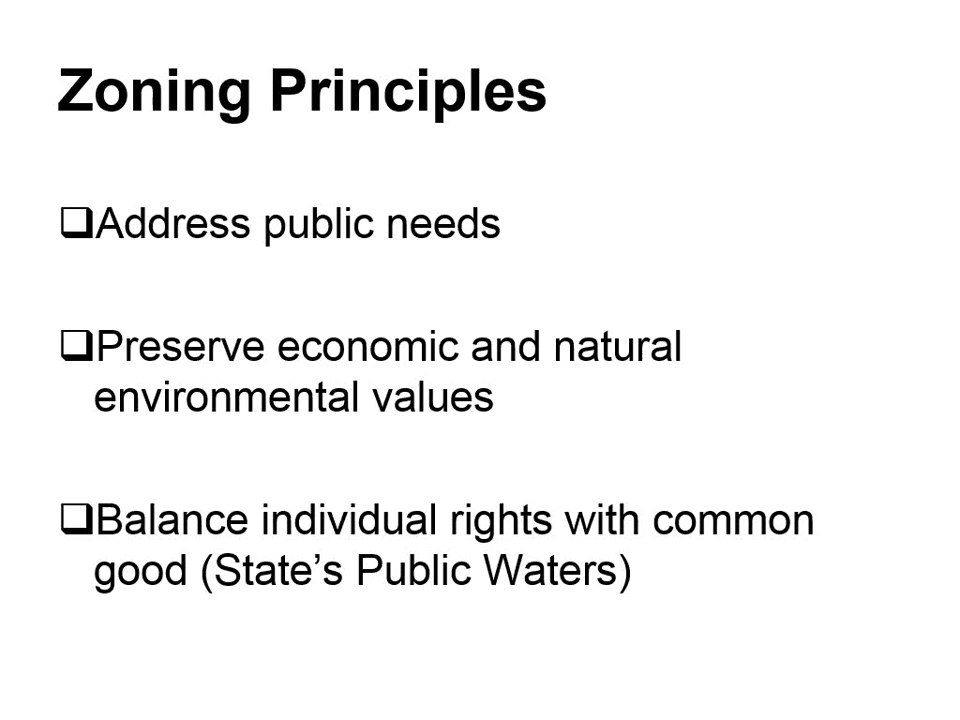 Zoning Principles
❑Address public needs
❑Preserve economic and natural
environmental values
❑Balance individual rights with common
good (State’s Public Waters)